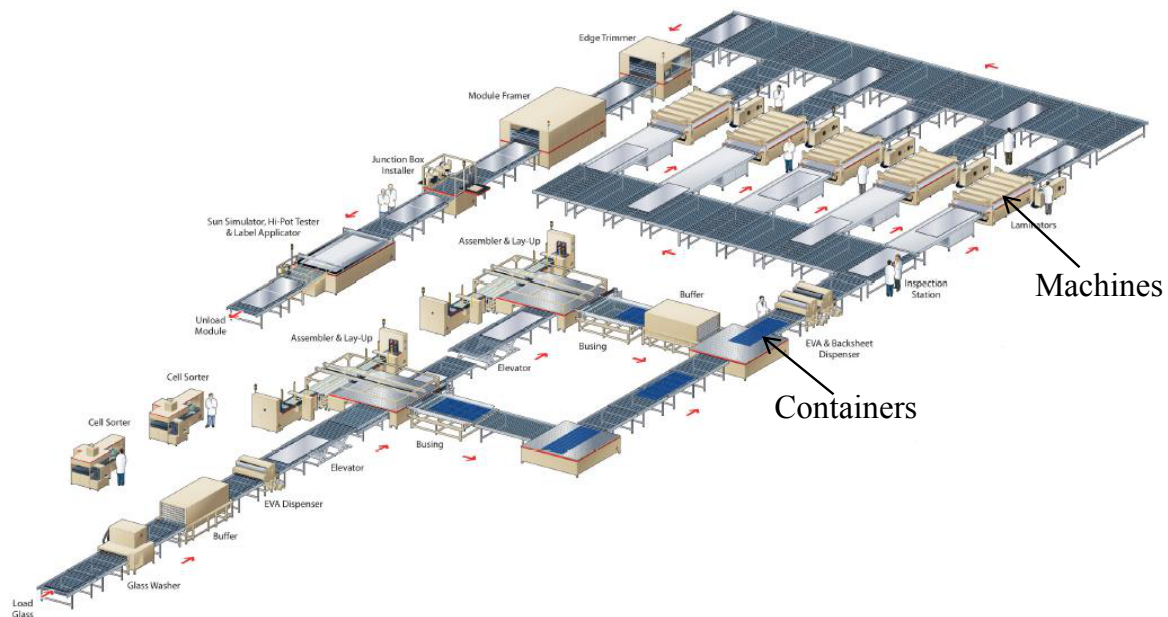 Edge Trimmer
Module Framer
Junction Box
Installer
Sun Simulator, Hi-Pot Tester
& Label Applicator
Assembler & Lay-Up
Laminators
Machines
Inspection
Station
Buffer
Unload
Module
Assembler & Lay-Up
Busing
EVA & Backsheet
Dispenser
Elevator
Cell Sorter
Containers
Cell Sorter
Busing
Elevator
EVA Dispenser
Buffer
Glass Washer
Load
Glass